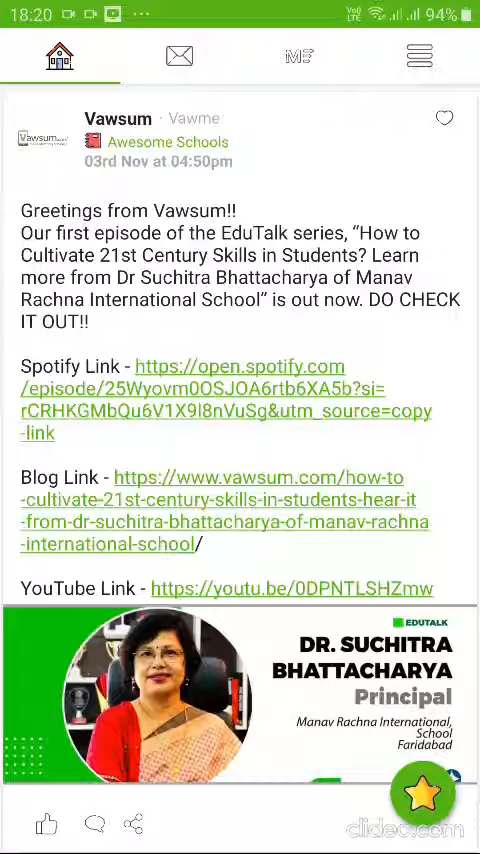 18:20
Vo)) LTE
94%
MF
Vawsum · Vawme
Awesome Schools
03rd Nov at 04:50pm
Vawsum
Greetings from Vawsum!!
Our first episode of the EduTalk series, “How to
Cultivate 21st Century Skills in Students? Learn
more from Dr Suchitra Bhattacharya of Manav
Rachna International School” is out now. DO CHECK
IT OUT!!
Spotify Link - https://open.spotify.com
/episode/25Wyovm0OSJOA6rtb6XA5b?si=
rCRHKGMbQu6V1X9l8nVuSg&utm_source=copy
-link
Blog Link - https://www.vawsum.com/how-to
-cultivate-21st-century-skills-in-students-hear-it
-from-dr-suchitra-bhattacharya-of-manav-rachna
-international-school/
YouTube Link - https://youtu.be/0DPNTLSHZmw
EDUTALK
DR. SUCHITRA
BHATTACHARYA
Principal
Manav Rachna International,
School
Faridabad
clideo.com